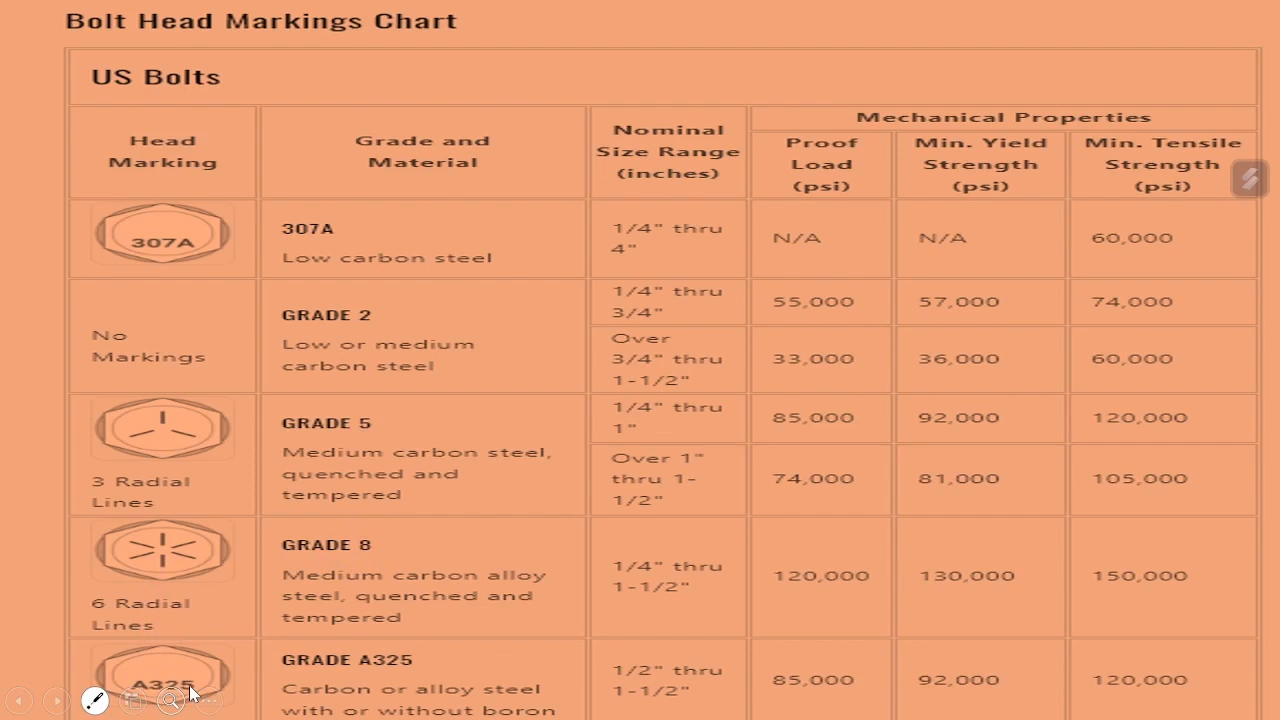 Bolt Head Markings Chart
US Bolts
Head
Marking
Grade and
Material
Nominal
Size Range
(inches)
Mechanical Properties
Proof
Load
(psi)
Min. Yield
Strength
(psi)
Min. Tensile
Strength
(psi)
307A
307A
Low carbon steel
1/4" thru
4"
N/A
N/A
60,000
No
Markings
GRADE 2
Low or medium
carbon steel
1/4" thru
3/4"
55,000
57,000
74,000
Over
3/4" thru
1-1/2"
33,000
36,000
60,000
3 Radial
Lines
GRADE 5
Medium carbon steel,
quenched and
tempered
1/4" thru
1"
85,000
92,000
120,000
Over 1"
thru 1-
1/2"
74,000
81,000
105,000
6 Radial
Lines
GRADE 8
Medium carbon alloy
steel, quenched and
tempered
1/4" thru
1-1/2"
120,000
130,000
150,000
A325
GRADE A325
Carbon or alloy steel
with or without boron
1/2" thru
1-1/2"
85,000
92,000
120,000